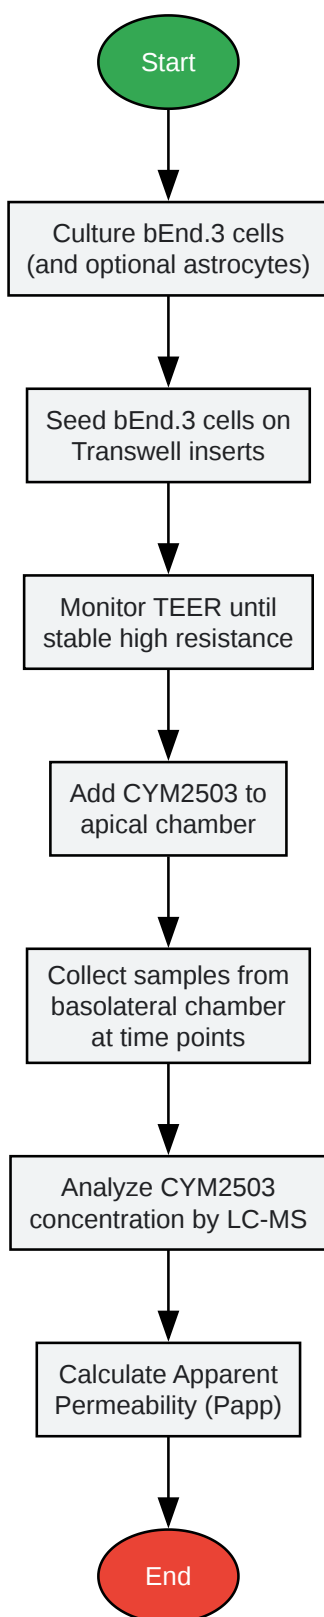 Start
Culture bEnd.3 cells
(and optional astrocytes)
Seed bEnd.3 cells on
Transwell inserts
Monitor TEER until
stable high resistance
Add CYM2503 to
apical chamber
Collect samples from
basolateral chamber
at time points
Analyze CYM2503
concentration by LC-MS
Calculate Apparent
Permeability (Papp)
End